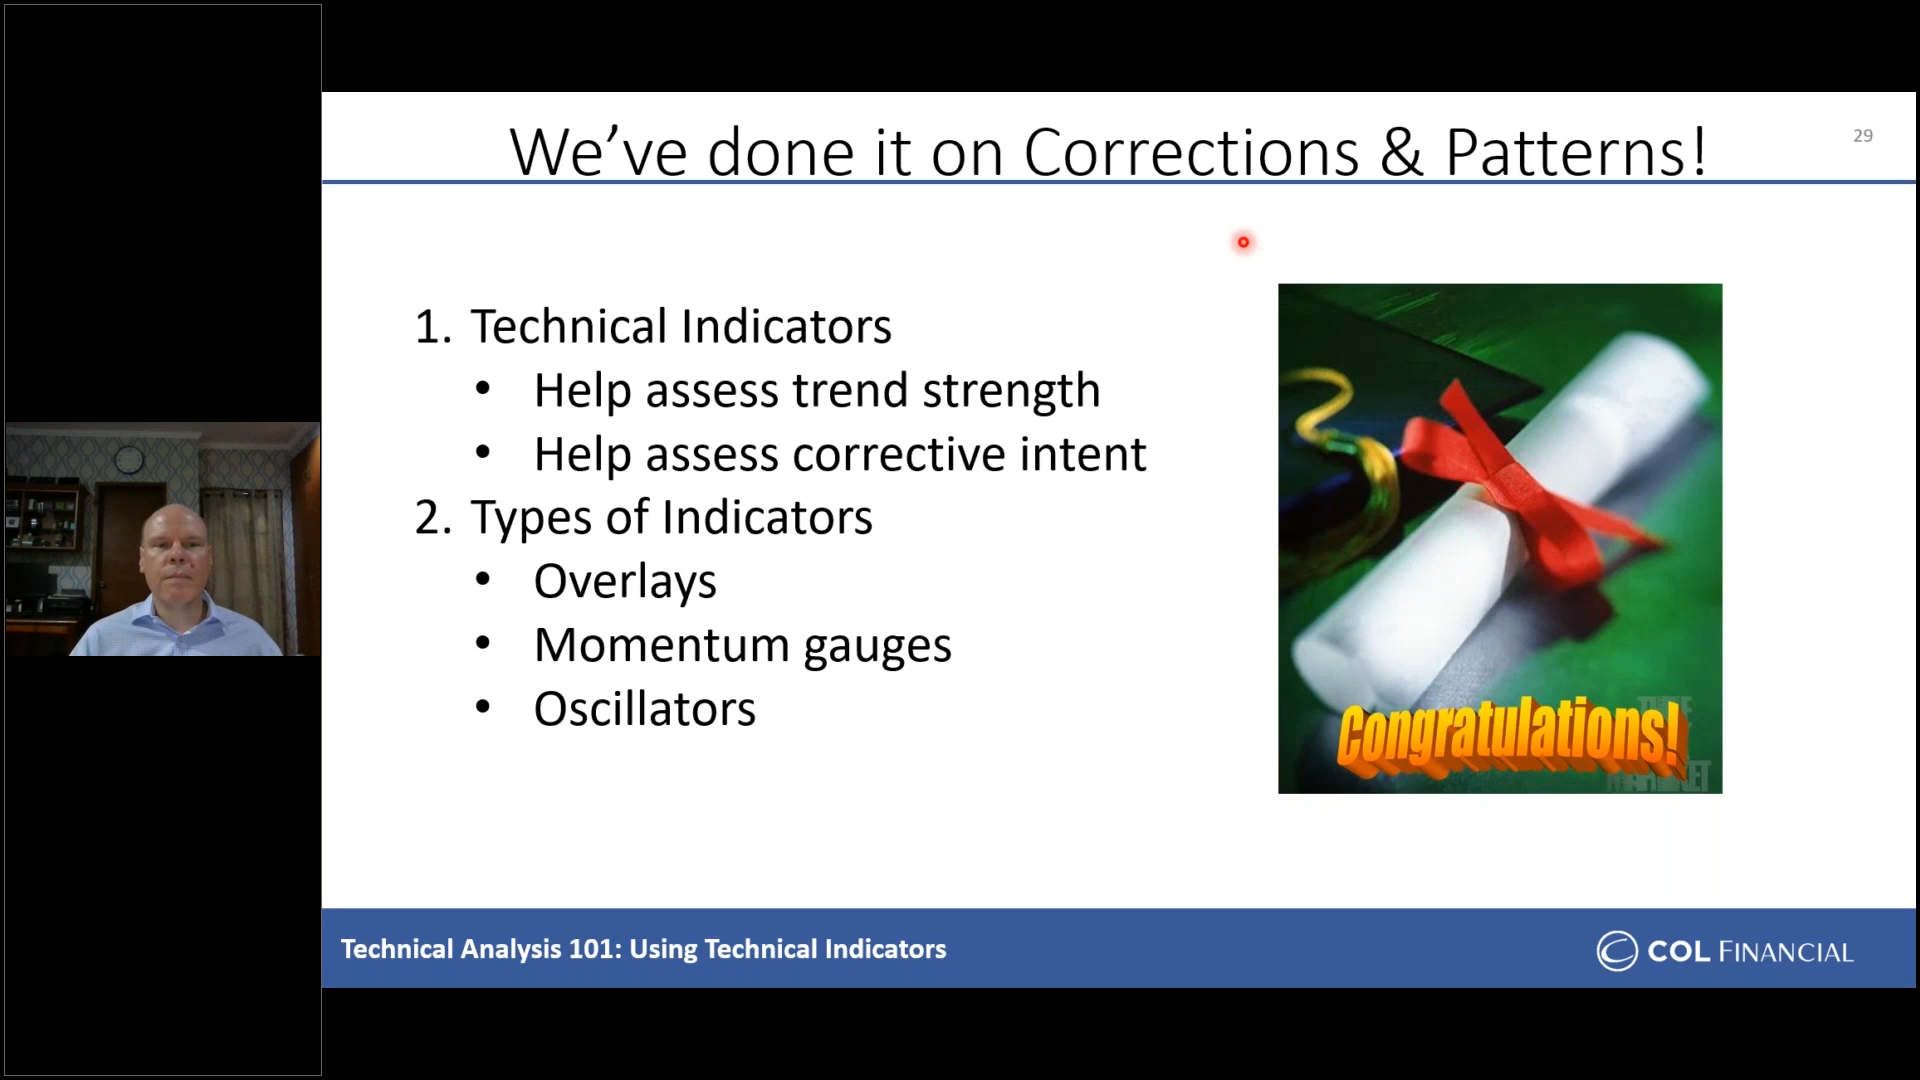 We've done it on Corrections & Patterns!
29
1. Technical Indicators
• Help assess trend strength
• Help assess corrective intent
2. Types of Indicators
• Overlays
• Momentum gauges
• Oscillators
Congratulations!
Technical Analysis 101: Using Technical Indicators
COL FINANCIAL